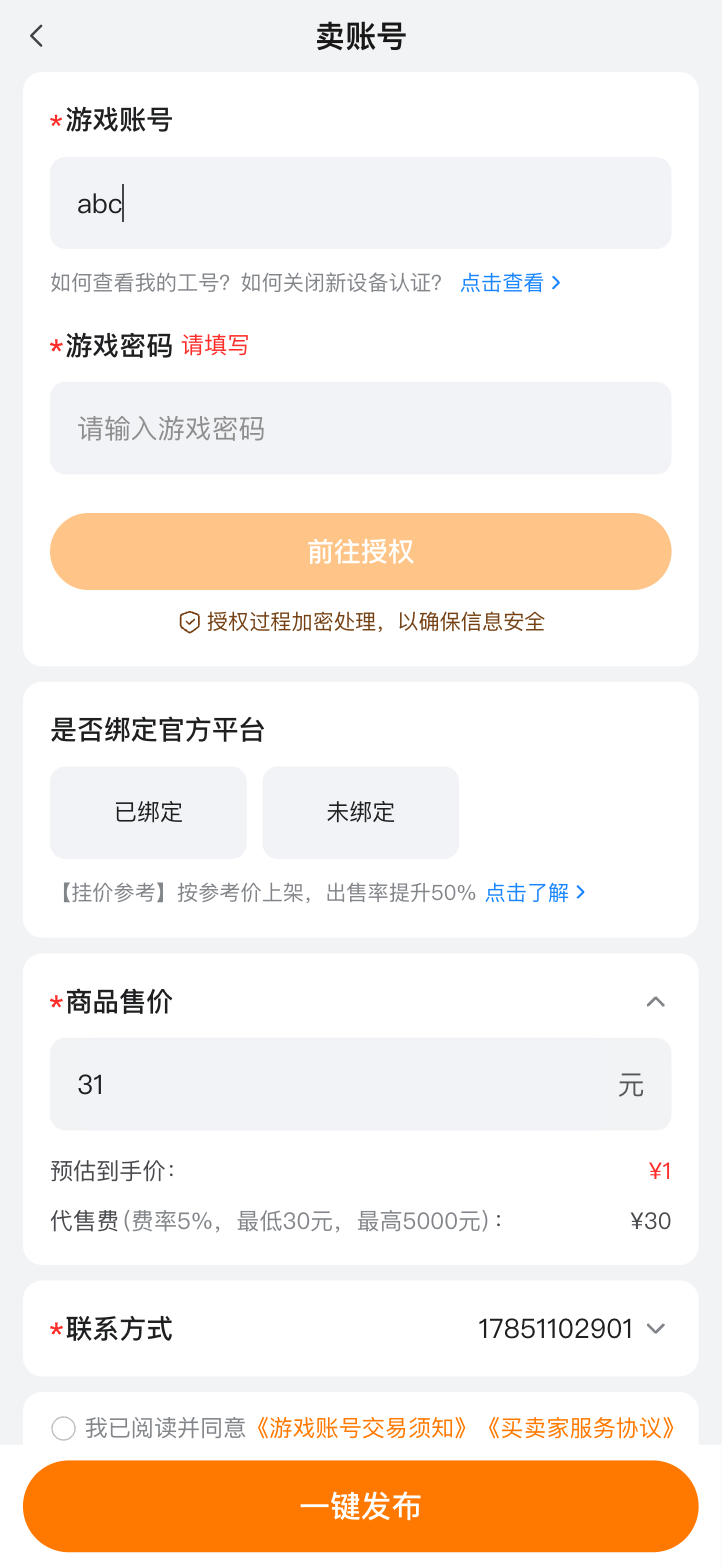 卖账号
*游戏账号
abc
如何查看我的工号？如何关闭新设备认证？ 点击查看
*游戏密码 请填写
请输入游戏密码
前往授权
授权过程加密处理，以确保信息安全
是否绑定官方平台
已绑定 未绑定
【挂价参考】按参考价上架，出售率提升50% 点击了解
*商品售价
31 元
预估到手价： ¥1
代售费(费率5%，最低30元，最高5000元)： ¥30
*联系方式 17851102901
我已阅读并同意《游戏账号交易须知》《买卖家服务协议》
一键发布